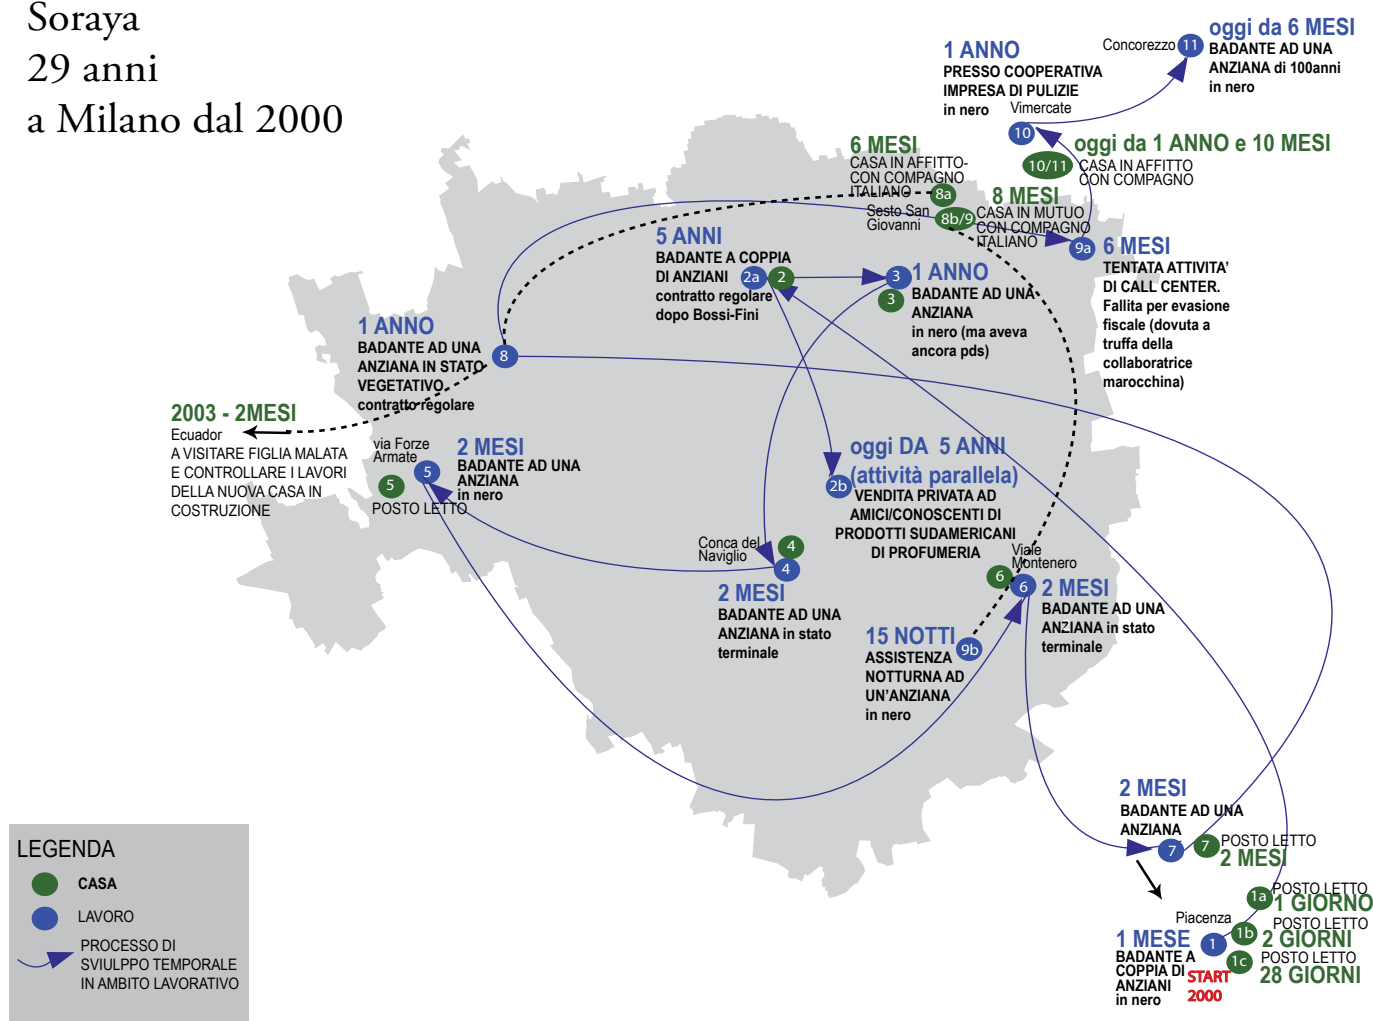 Soraya
29 anni
a Milano dal 2000
1 ANNO
PRESSO COOPERATIVA
IMPRESA DI PULIZIE
in nero
Vimercate
10
Concorezzo
11
oggi da 6 MESI
BADANTE AD UNA
ANZIANA di 100anni
in nero
oggi da 1 ANNO e 10 MESI
10/11
CASA IN AFFITTO
CON COMPAGNO
6 MESI
CASA IN AFFITTO-
CON COMPAGNO
ITALIANO
8a
Sesto San
Giovanni
8b/9
8 MESI
CASA IN MUTUO
CON COMPAGNO
ITALIANO
9a
6 MESI
TENTATA ATTIVITA'
DI CALL CENTER.
Fallita per evasione
fiscale (dovuta a
truffa della
collaboratrice
marocchina)
5 ANNI
BADANTE A COPPIA
DI ANZIANI
contratto regolare
dopo Bossi-Fini
2a
2
3
3
1 ANNO
BADANTE AD UNA
ANZIANA
in nero (ma aveva
ancora pds)
1 ANNO
BADANTE AD UNA
ANZIANA IN STATO
VEGETATIVO
contratto regolare
8
2003 - 2MESI
Ecuador
A VISITARE FIGLIA MALATA
E CONTROLLARE I LAVORI
DELLA NUOVA CASA IN
COSTRUZIONE
via Forze
Armate
5
5
POSTO LETTO
2 MESI
BADANTE AD UNA
ANZIANA
in nero
oggi DA 5 ANNI
(attività parallela)
2b
VENDITA PRIVATA AD
AMICI/CONOSCENTI DI
PRODOTTI SUDAMERICANI
DI PROFUMERIA
Conca del
Naviglio
4
4
2 MESI
BADANTE AD UNA
ANZIANA in stato
terminale
Viale
Montenero
6
6
2 MESI
BADANTE AD UNA
ANZIANA in stato
terminale
15 NOTTI
9b
ASSISTENZA
NOTTURNA AD
UN'ANZIANA
in nero
2 MESI
BADANTE AD UNA
ANZIANA
7
7
POSTO LETTO
2 MESI
1a
POSTO LETTO
1 GIORNO
Piacenza
1
1b
POSTO LETTO
2 GIORNI
1c
POSTO LETTO
28 GIORNI
1 MESE
BADANTE A
COPPIA DI
ANZIANI
in nero
START
2000
LEGENDA
CASA
LAVORO
PROCESSO DI
SVIULPPO TEMPORALE
IN AMBITO LAVORATIVO